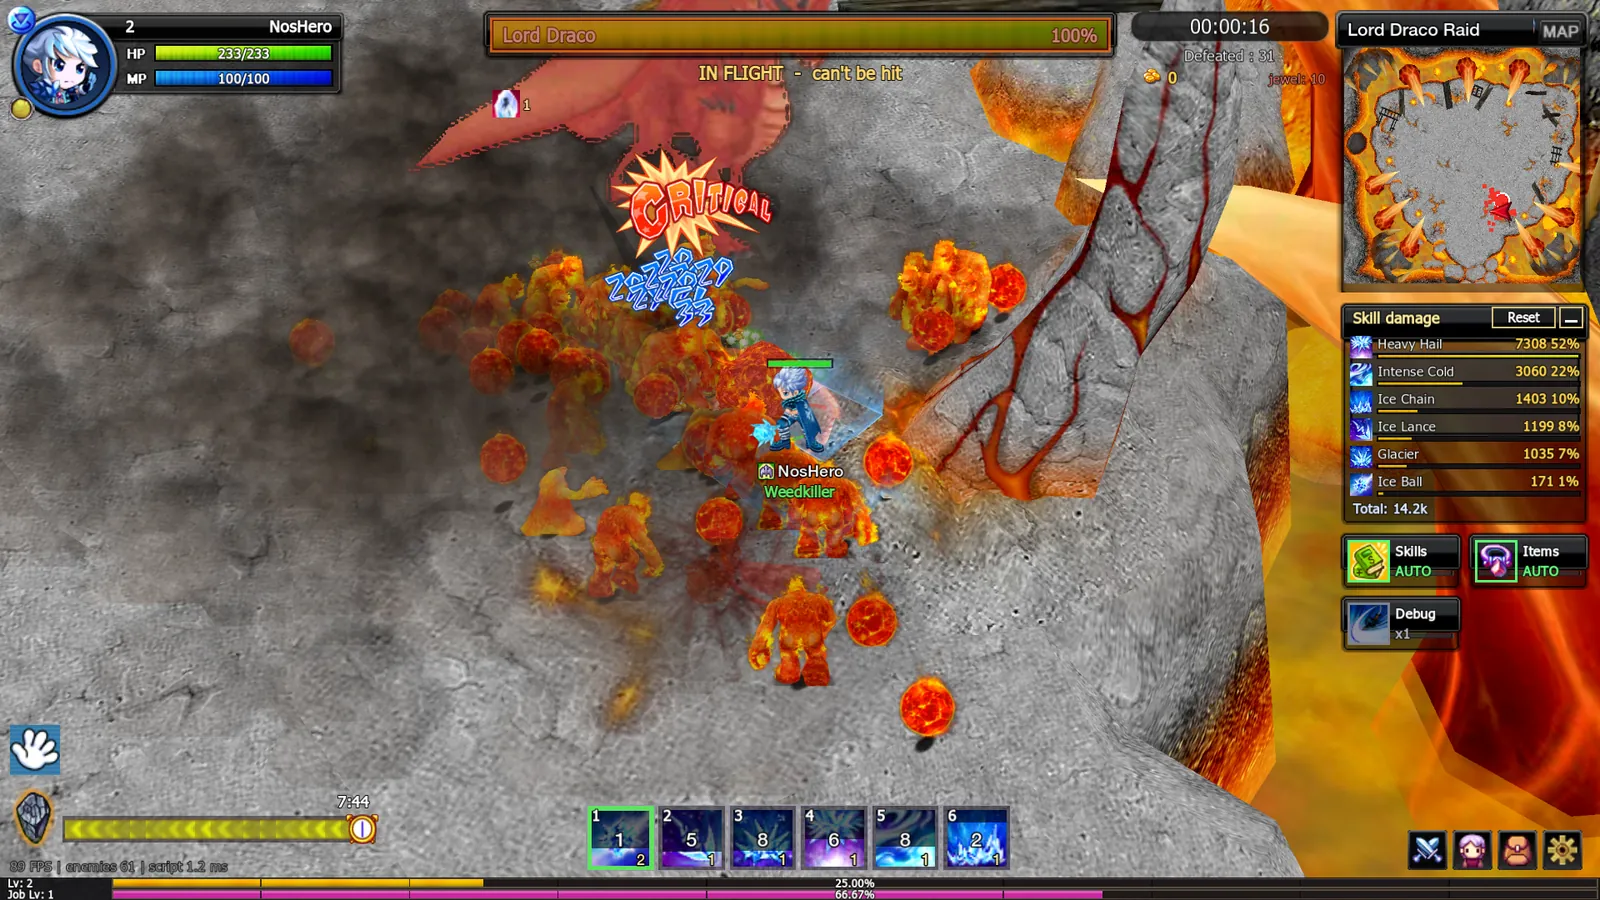 2 NosHero
HP 233/233
MP 100/100
Lord Draco 100%
IN FLIGHT - can't be hit
1
00:00:16
Defeated : 31
0
jewel: 10
Lord Draco Raid MAP
CRITICAL
Skill damage Reset
Heavy Hail 7308 52%
Intense Cold 3060 22%
Ice Chain 1403 10%
Ice Lance 1199 8%
Glacier 1035 7%
Ice Ball 171 1%
Total: 14.2k
NosHero
Weedkiller
Skills
AUTO
Items
AUTO
Debug
x1
7:44
1 1 2
2 5 1
3 8 1
4 6 1
5 8 1
6 2 1
89 FPS | enemies 61 | script 1.2 ms
Lv: 2 25.00%
Job Lv: 1 66.67%